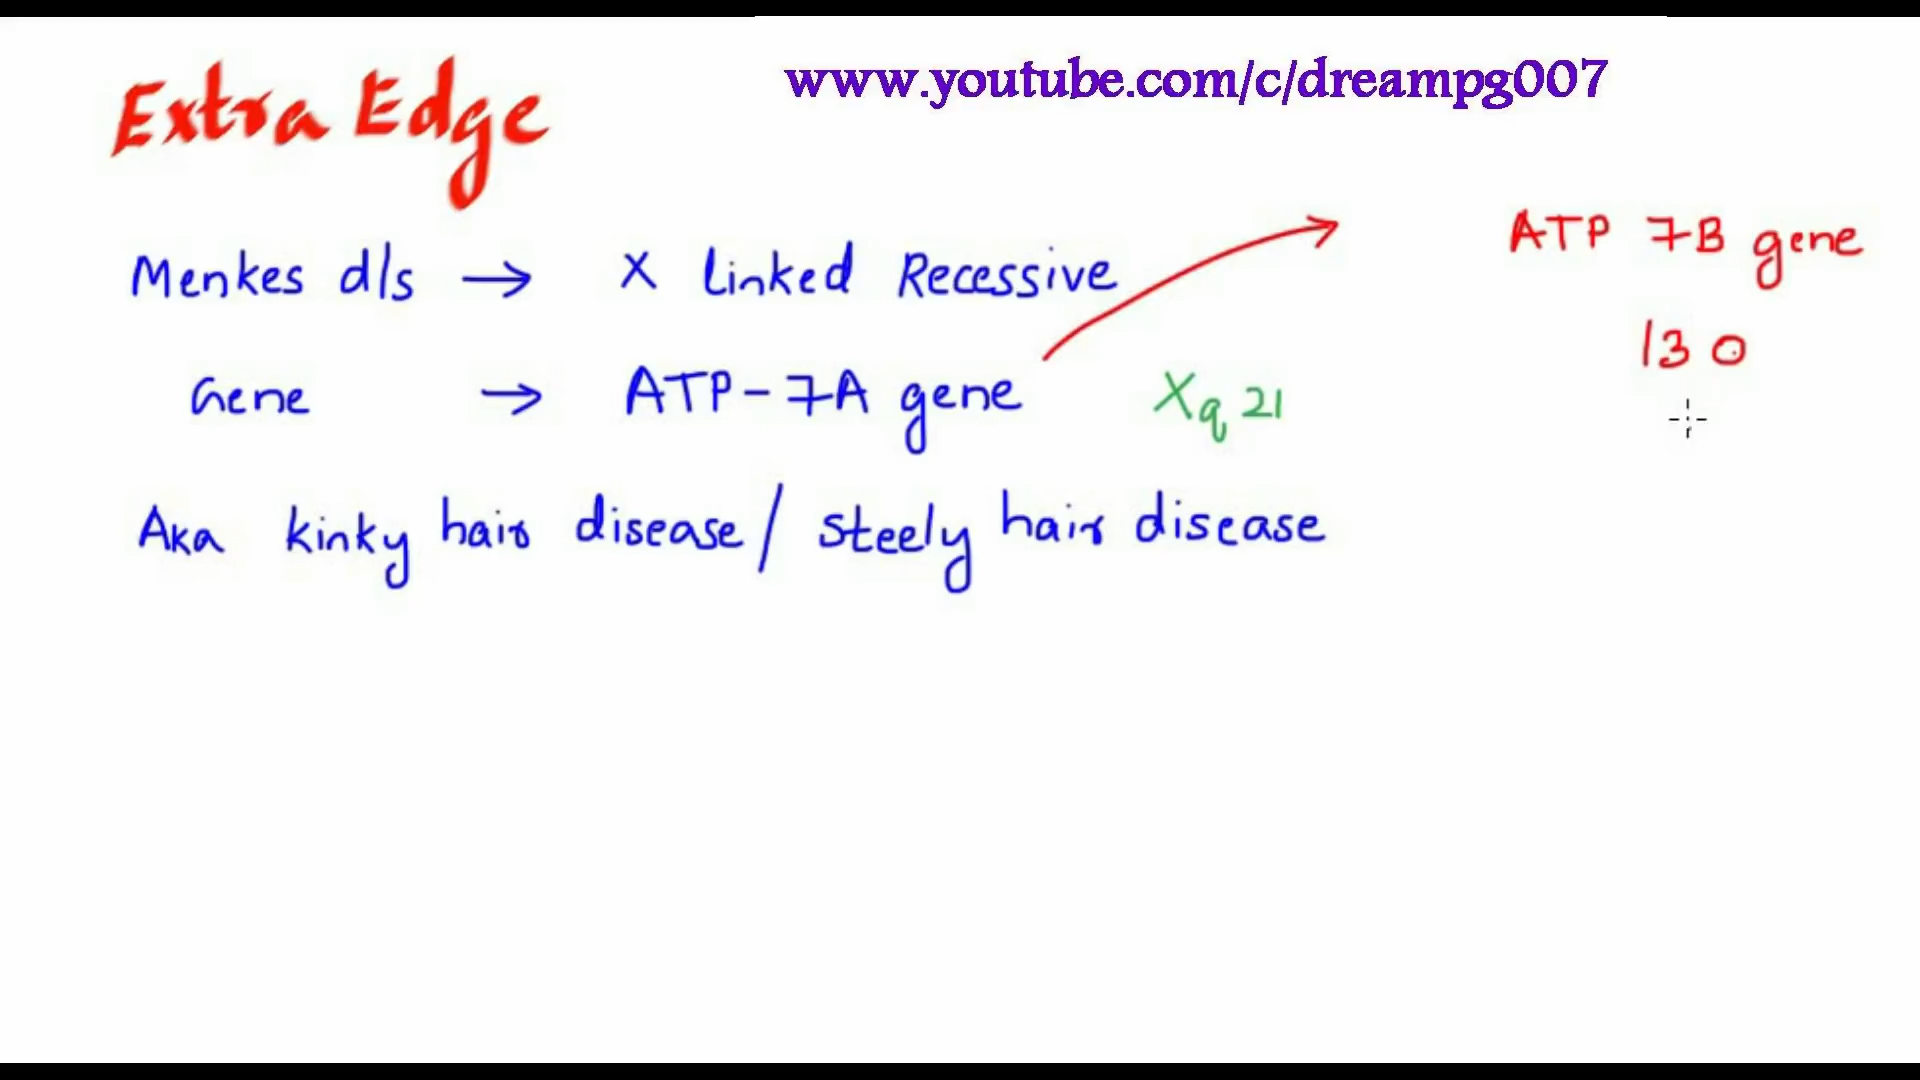 Extra Edge
www.youtube.com/c/dreampg007
Menkes d/s → X linked Recessive
ATP 7B gene
13 0
Gene → ATP-7A gene Xq 21
Aka kinky hair disease/ steely hair disease